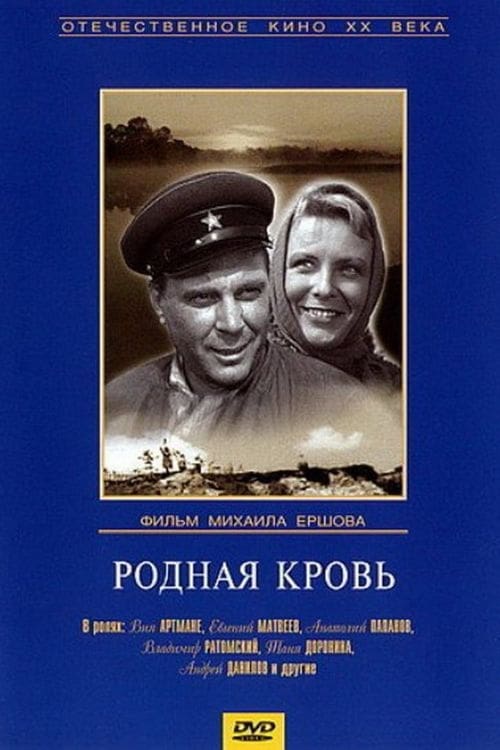 ОТЕЧЕСТВЕННОЕ КИНО XX ВЕКА
ФИЛЬМ МИХАИЛА ЕРШОВА
РОДНАЯ КРОВЬ
В ролях: Вия АРТМАНЕ, Евгений МАТВЕЕВ, Анатолий ПАПАНОВ,
Владимир РАТОМСКИЙ, Таня ДОРОНИНА,
Андрей ДАНИЛОВ и другие
DVD